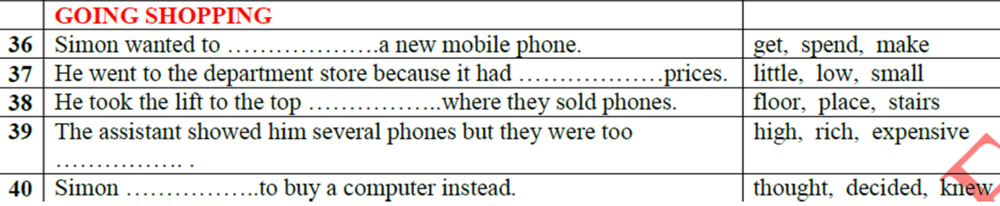 GOING SHOPPING
36 Simon wanted to ……………….a new mobile phone. get, spend, make
37 He went to the department store because it had ………………prices. little, low, small
38 He took the lift to the top ……………..where they sold phones. floor, place, stairs
39 The assistant showed him several phones but they were too high, rich, expensive
……………. .
40 Simon ……………..to buy a computer instead. thought, decided, knew